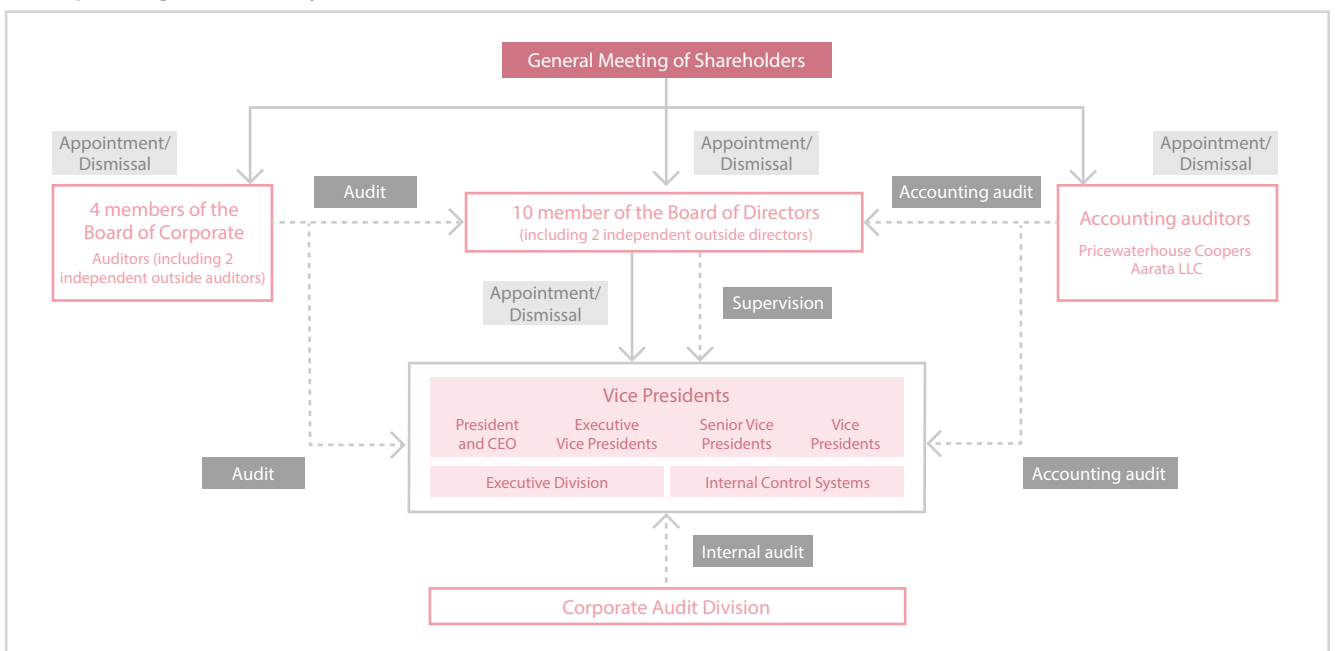 General Meeting of Shareholders
Appointment/
Dismissal
Appointment/
Dismissal
Appointment/
Dismissal
4 members of the
Board of Corporate
Auditors (including 2
independent outside auditors)
Audit
10 member of the Board of Directors
(including 2 independent outside directors)
Accounting audit
Accounting auditors
Pricewaterhouse Coopers
Aarata LLC
Appointment/
Dismissal
Supervision
Vice Presidents
President
and CEO
Executive
Vice Presidents
Senior Vice
Presidents
Vice
Presidents
Executive Division
Internal Control Systems
Audit
Accounting audit
Internal audit
Corporate Audit Division